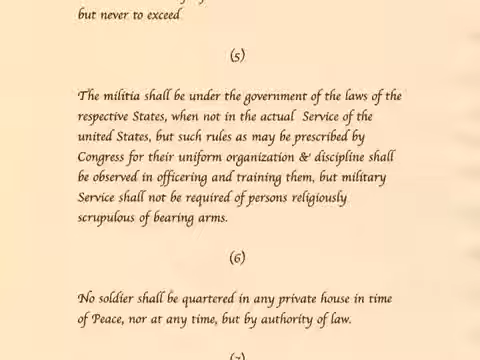 but never to exceed
(5)
The militia shall be under the government of the laws of the
respective States, when not in the actual Service of the
united States, but such rules as may be prescribed by
Congress for their uniform organization & discipline shall
be observed in officering and training them, but military
Service shall not be required of persons religiously
scrupulous of bearing arms.
(6)
No soldier shall be quartered in any private house in time
of Peace, nor at any time, but by authority of law.
(7)